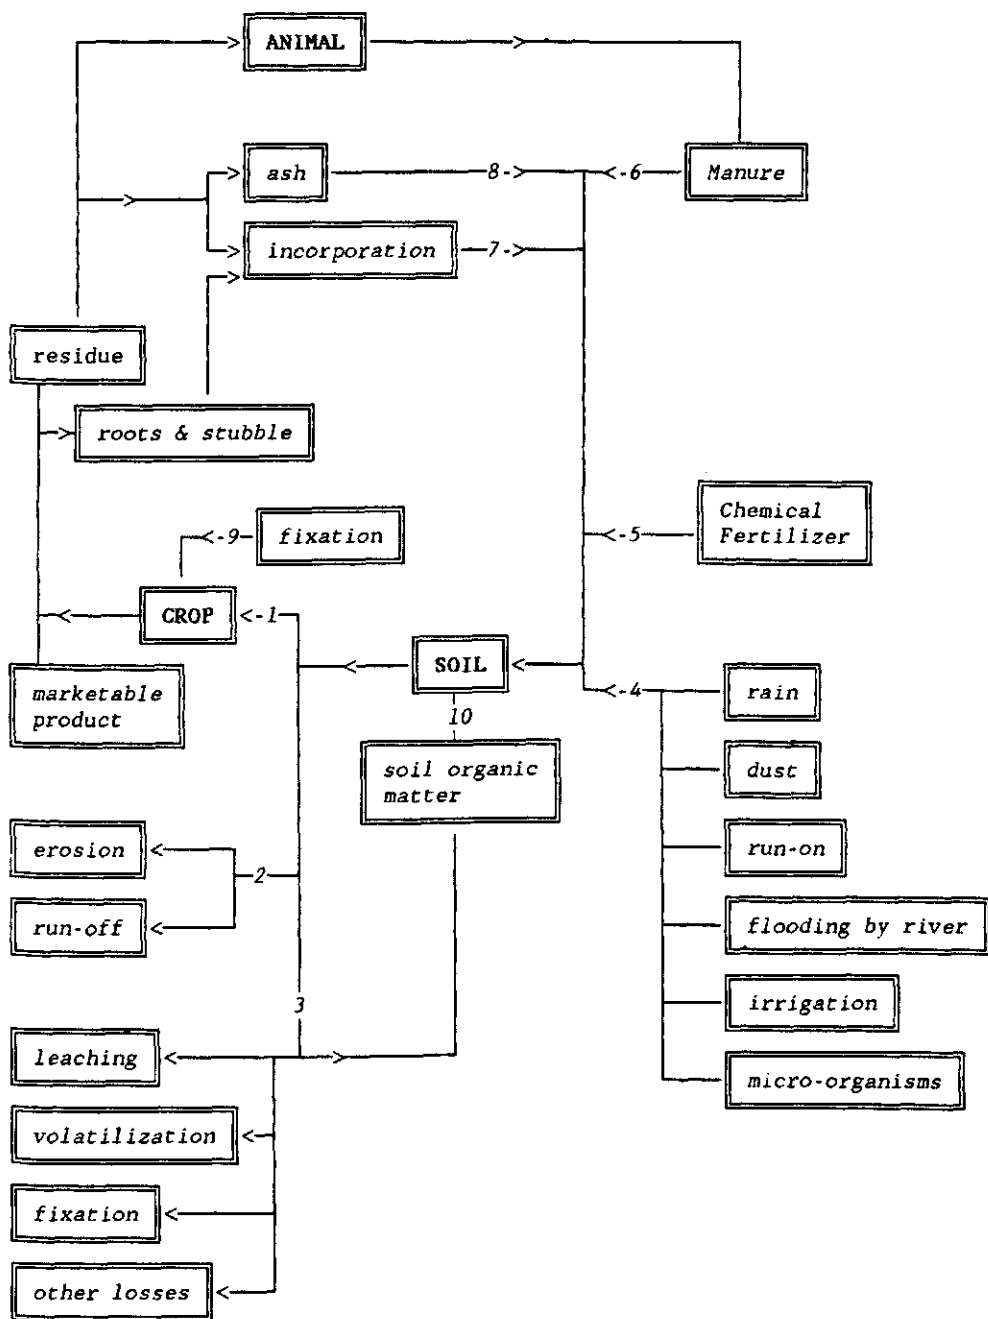 ANIMAL
ash
8
6
Manure
incorporation
7
residue
roots & stubble
Chemical
Fertilizer
5
9
fixation
CROP
1
SOIL
4
rain
marketable
product
10
soil organic
matter
dust
erosion
2
run-on
run-off
flooding by river
3
irrigation
leaching
micro-organisms
volatilization
fixation
other losses